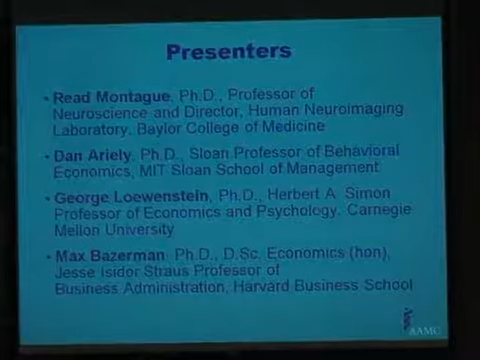 Presenters
• Read Montague, Ph.D., Professor of
Neuroscience and Director, Human Neuroimaging
Laboratory, Baylor College of Medicine
• Dan Ariely, Ph.D., Sloan Professor of Behavioral
Economics, MIT Sloan School of Management
• George Loewenstein, Ph.D., Herbert A. Simon
Professor of Economics and Psychology, Carnegie
Mellon University
• Max Bazerman, Ph.D., D.Sc. Economics (hon),
Jesse Isidor Straus Professor of
Business Administration, Harvard Business School
AAMC